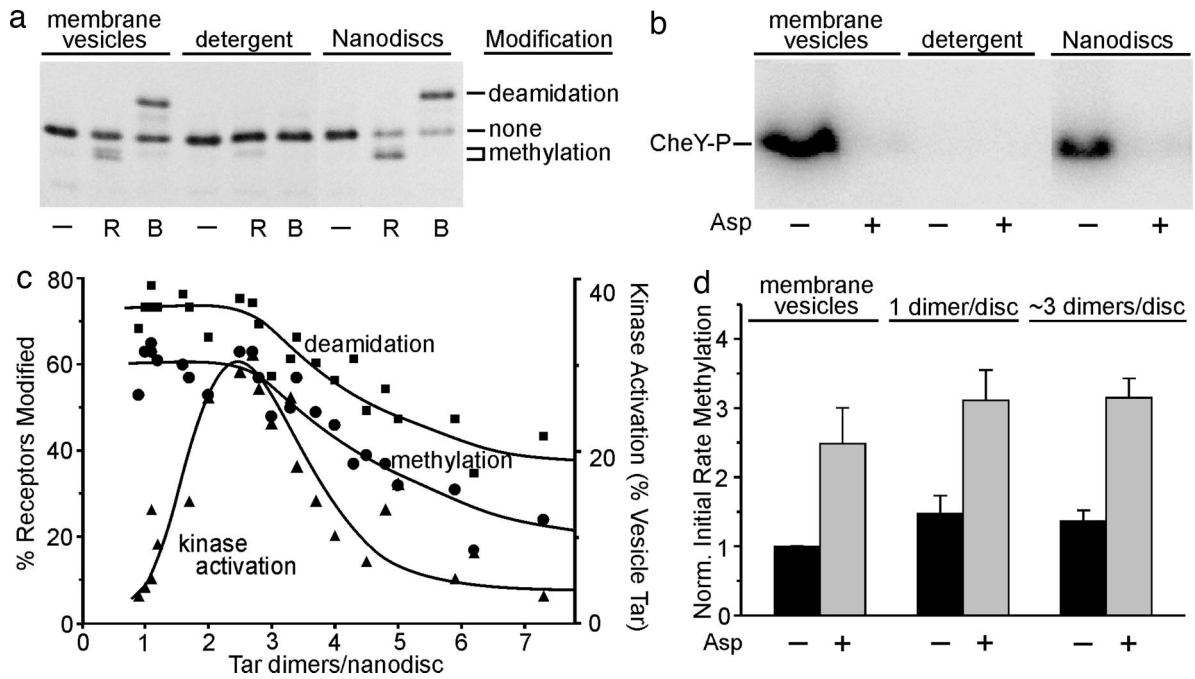 a
membrane vesicles detergent Nanodiscs Modification
deamidation
none
methylation
— R B — R B — R B
b
membrane vesicles detergent Nanodiscs
CheY-P
Asp — + — + — +
c
% Receptors Modified
80
60
40
20
0
deamidation
methylation
kinase activation
0 1 2 3 4 5 6 7
Tar dimers/nanodisc
40
20
0
Kinase Activation (% Vesicle Tar)
d
membrane vesicles 1 dimer/disc ~3 dimers/disc
Norm. Initial Rate Methylation
4
3
2
1
0
Asp — + — + — +